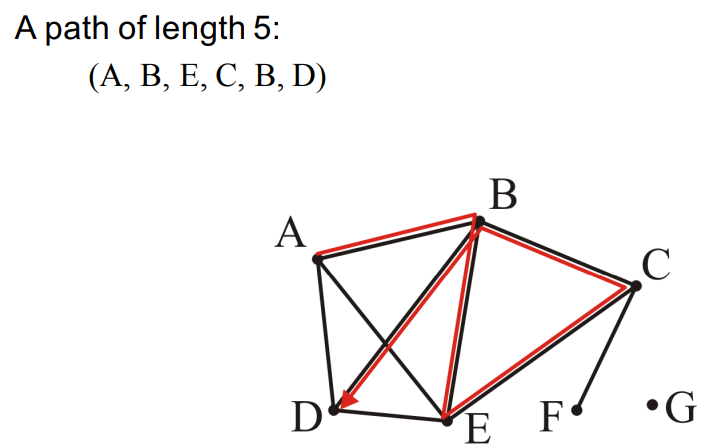 A path of length 5:
(A, B, E, C, B, D)
B
A
C
D
E
F
G